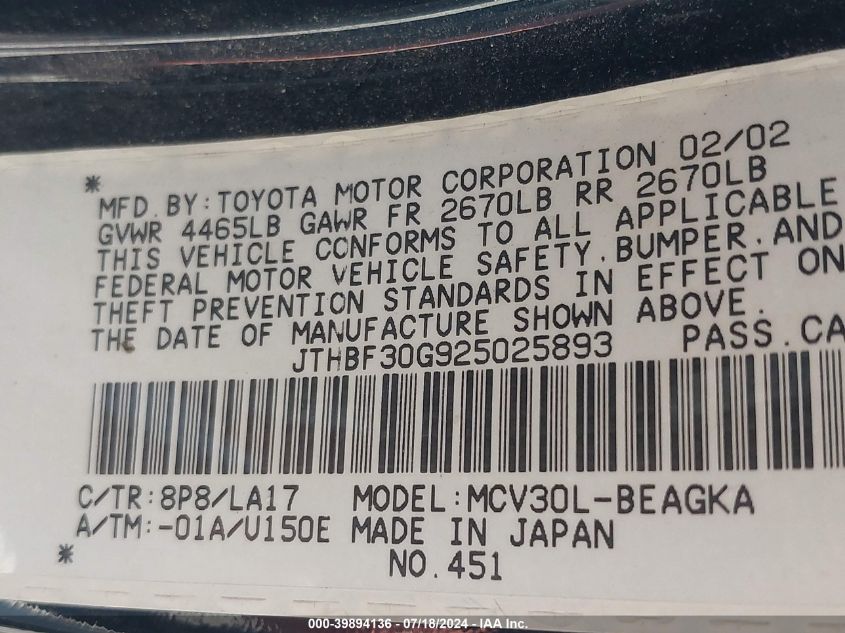 * MFD.BY:TOYOTA MOTOR CORPORATION 02/02
GVWR 4465LB GAWR FR 2670LB RR 2670LB
THIS VEHICLE CONFORMS TO ALL APPLICABLE
FEDERAL MOTOR VEHICLE SAFETY.BUMPER.AND
THEFT PREVENTION STANDARDS IN EFFECT ON
THE DATE OF MANUFACTURE SHOWN ABOVE.
JTHBF30G925025893 PASS.CA
C/TR:8P8/LA17 MODEL:MCV30L-BEAGKA
A/TM:-01A/U150E MADE IN JAPAN
* NO.451
000-39894136 - 07/18/2024 - IAA Inc.